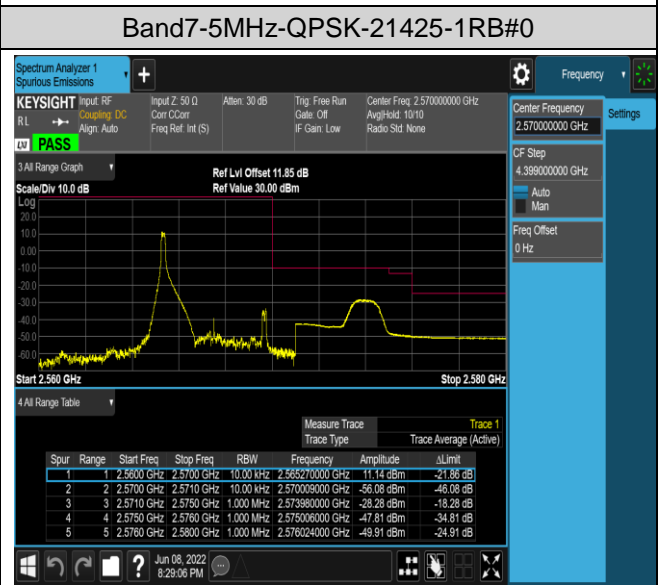 Band7-5MHz-QPSK-21425-1RB#0
Spectrum Analyzer 1
Spurious Emissions
Frequency
KEYSIGHT Input: RF Input Z: 50 Ω Atten: 30 dB Trig: Free Run Center Freq: 2.570000000 GHz
RL Coupling: DC Corr CCorr Gate: Off Avg|Hold: 10/10
Align: Auto Freq Ref: Int (S) IF Gain: Low Radio Std: None
LXI PASS
Center Frequency
2.570000000 GHz
Settings
CF Step
4.399000000 GHz
Auto
Man
Freq Offset
0 Hz
3 All Range Graph
Ref Lvl Offset 11.85 dB
Scale/Div 10.0 dB Ref Value 30.00 dBm
Log
20.0
10.0
0.00
-10.0
-20.0
-30.0
-40.0
-50.0
-60.0
Start 2.560 GHz Stop 2.580 GHz
4 All Range Table
Measure Trace Trace 1
Trace Type Trace Average (Active)
Spur Range Start Freq Stop Freq RBW Frequency Amplitude ΔLimit
1 1 2.5600 GHz 2.5700 GHz 10.00 kHz 2.565270000 GHz 11.14 dBm -21.86 dB
2 2 2.5700 GHz 2.5710 GHz 10.00 kHz 2.570009000 GHz -56.08 dBm -46.08 dB
3 3 2.5710 GHz 2.5750 GHz 1.000 MHz 2.573980000 GHz -28.28 dBm -18.28 dB
4 4 2.5750 GHz 2.5760 GHz 1.000 MHz 2.575006000 GHz -47.81 dBm -34.81 dB
5 5 2.5760 GHz 2.5800 GHz 1.000 MHz 2.576024000 GHz -49.91 dBm -24.91 dB
Jun 08, 2022
8:29:06 PM